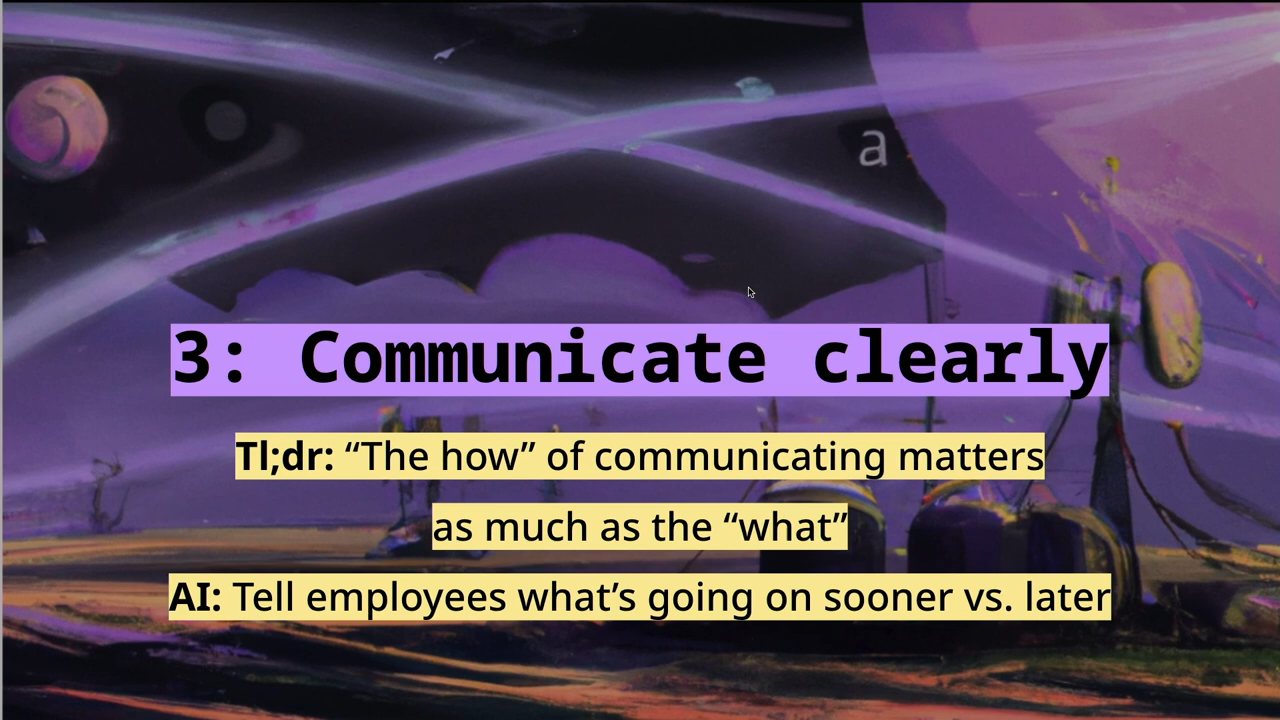 a
3: Communicate clearly
Tl;dr: “The how” of communicating matters
as much as the “what”
AI: Tell employees what’s going on sooner vs. later